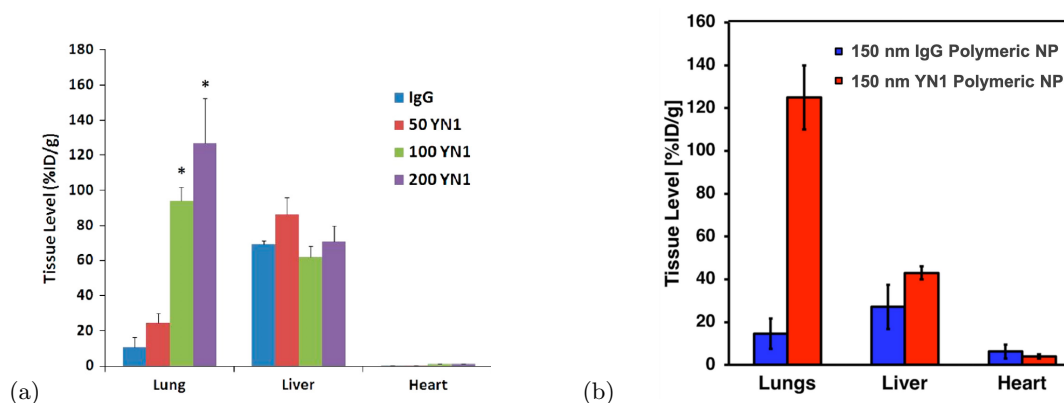 180
160
140
120
100
80
60
40
20
0
Tissue Level (%ID/g)
*
*
IgG
50 YN1
100 YN1
200 YN1
Lung
Liver
Heart
(a)
160
140
120
100
80
60
40
20
0
Tissue Level [%ID/g]
150 nm IgG Polymeric NP
150 nm YN1 Polymeric NP
Lungs
Liver
Heart
(b)